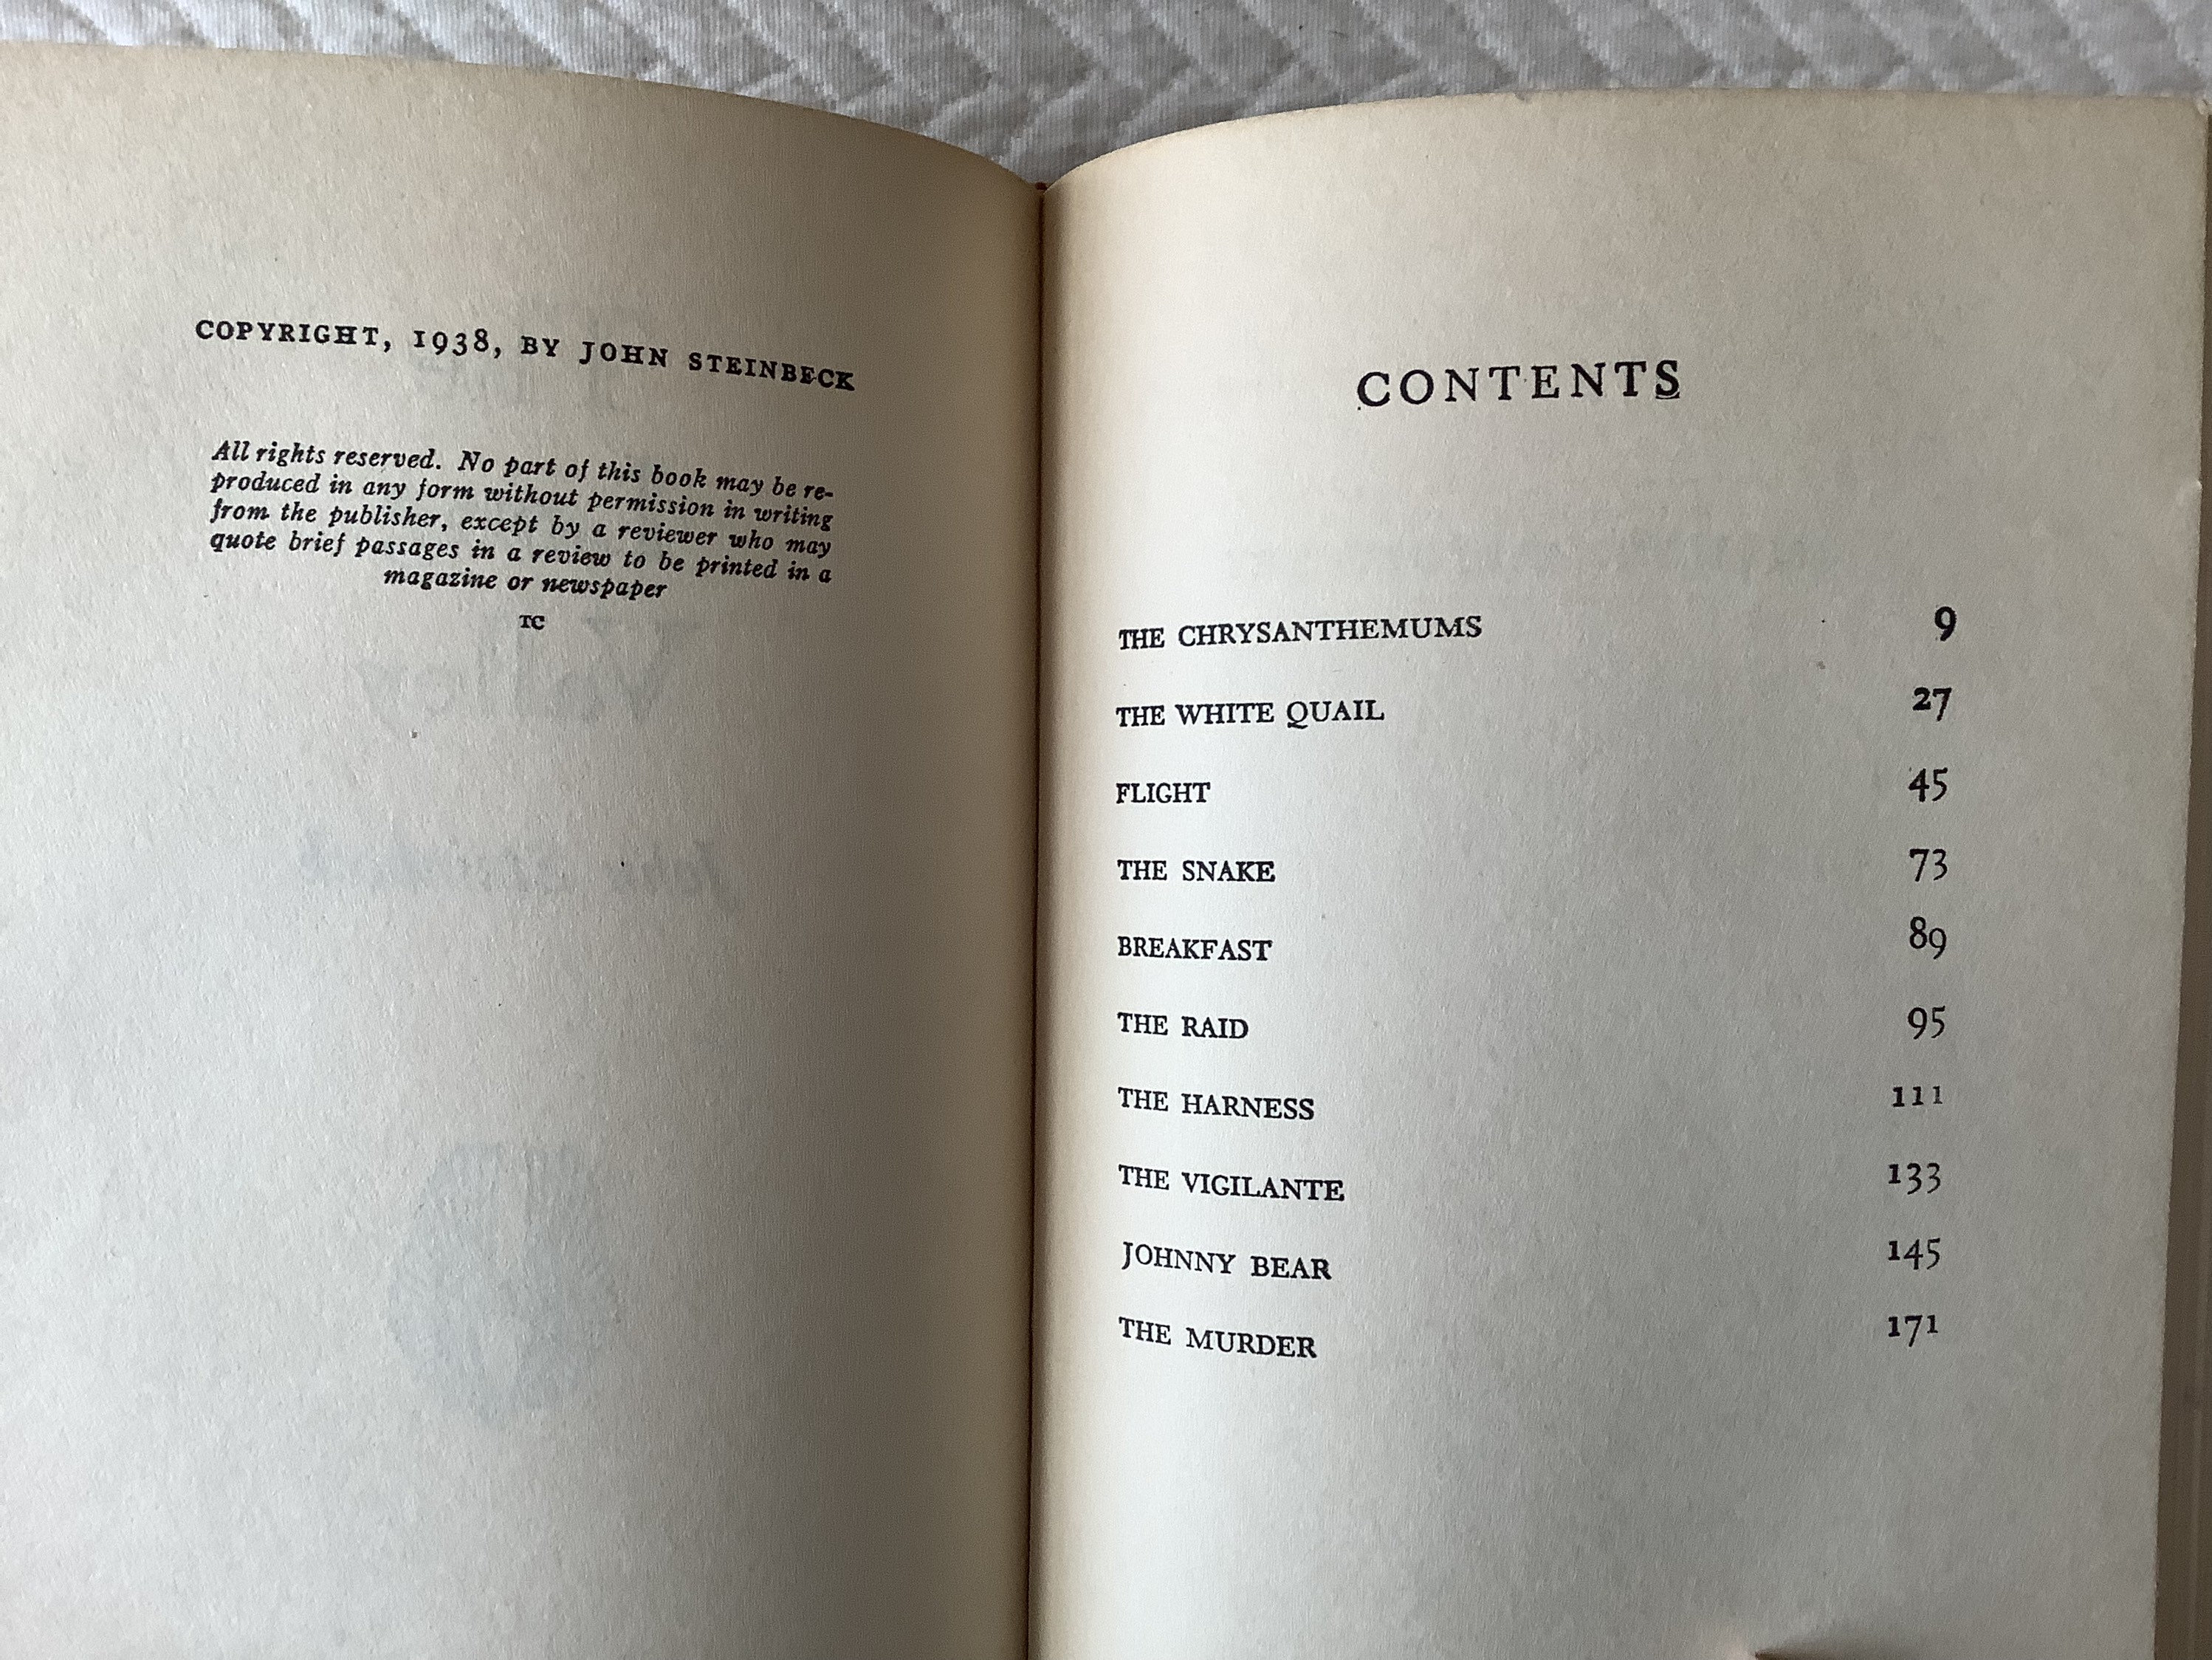 COPYRIGHT, 1938, BY JOHN STEINBECK
All rights reserved. No part of this book may be re-
produced in any form without permission in writing
from the publisher, except by a reviewer who may
quote brief passages in a review to be printed in a
magazine or newspaper
TC
CONTENTS
THE CHRYSANTHEMUMS 9
THE WHITE QUAIL 27
FLIGHT 45
THE SNAKE 73
BREAKFAST 89
THE RAID 95
THE HARNESS 111
THE VIGILANTE 133
JOHNNY BEAR 145
THE MURDER 171